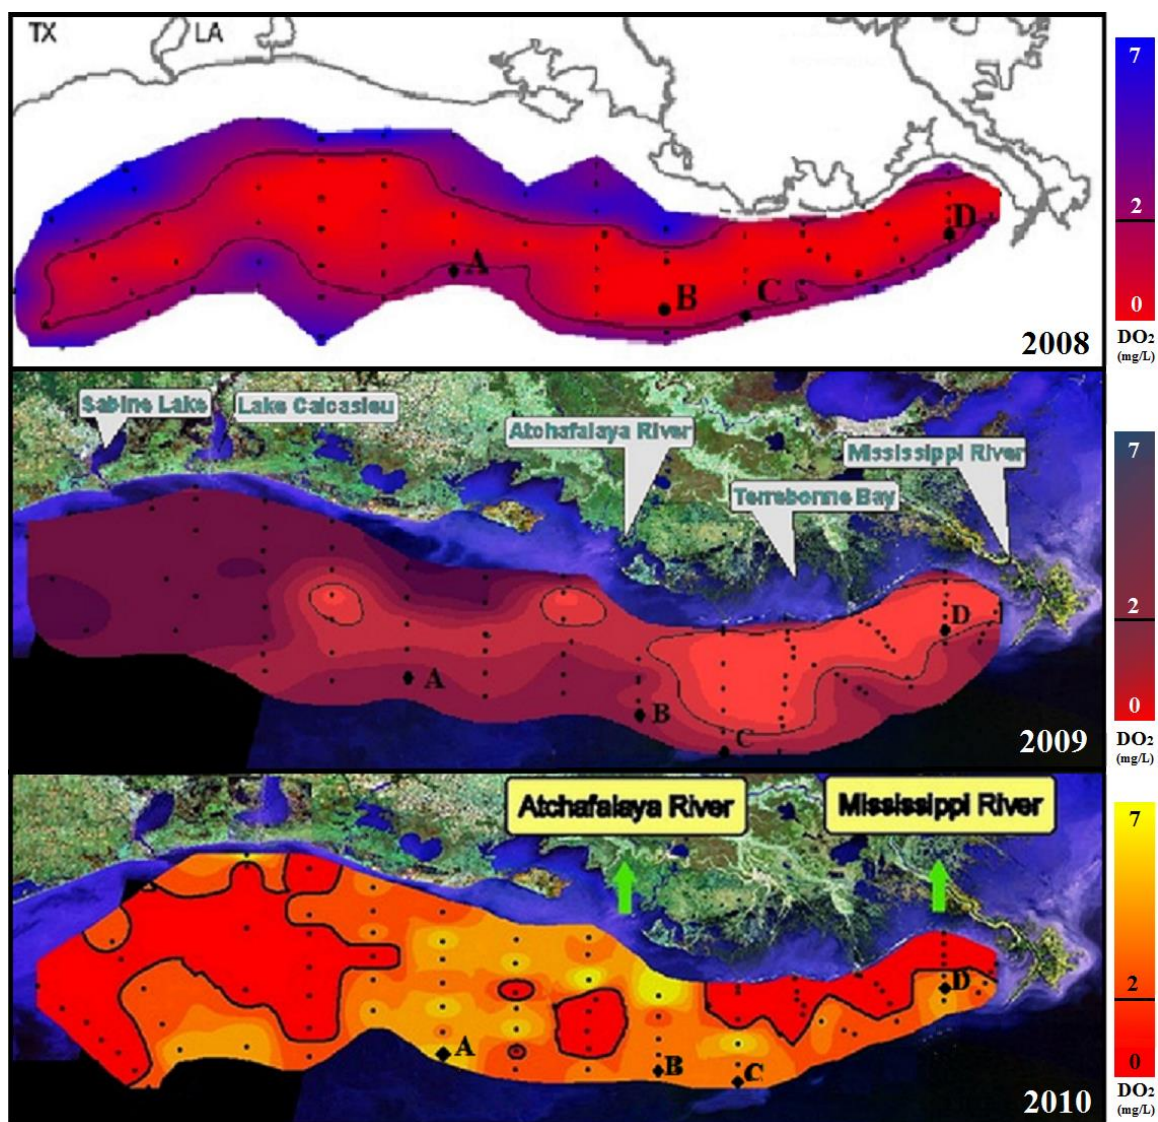 TX LA
7
A
D
2
B
C
0
2008
DO2
(mg/L)
Sabine Lake
Lake Calcasieu
Atchafalaya River
Mississippi River
Terrebonne Bay
7
2
D
A
B
C
0
2009
DO2
(mg/L)
Atchafalaya River
Mississippi River
7
2
D
A
B
C
0
2010
DO2
(mg/L)